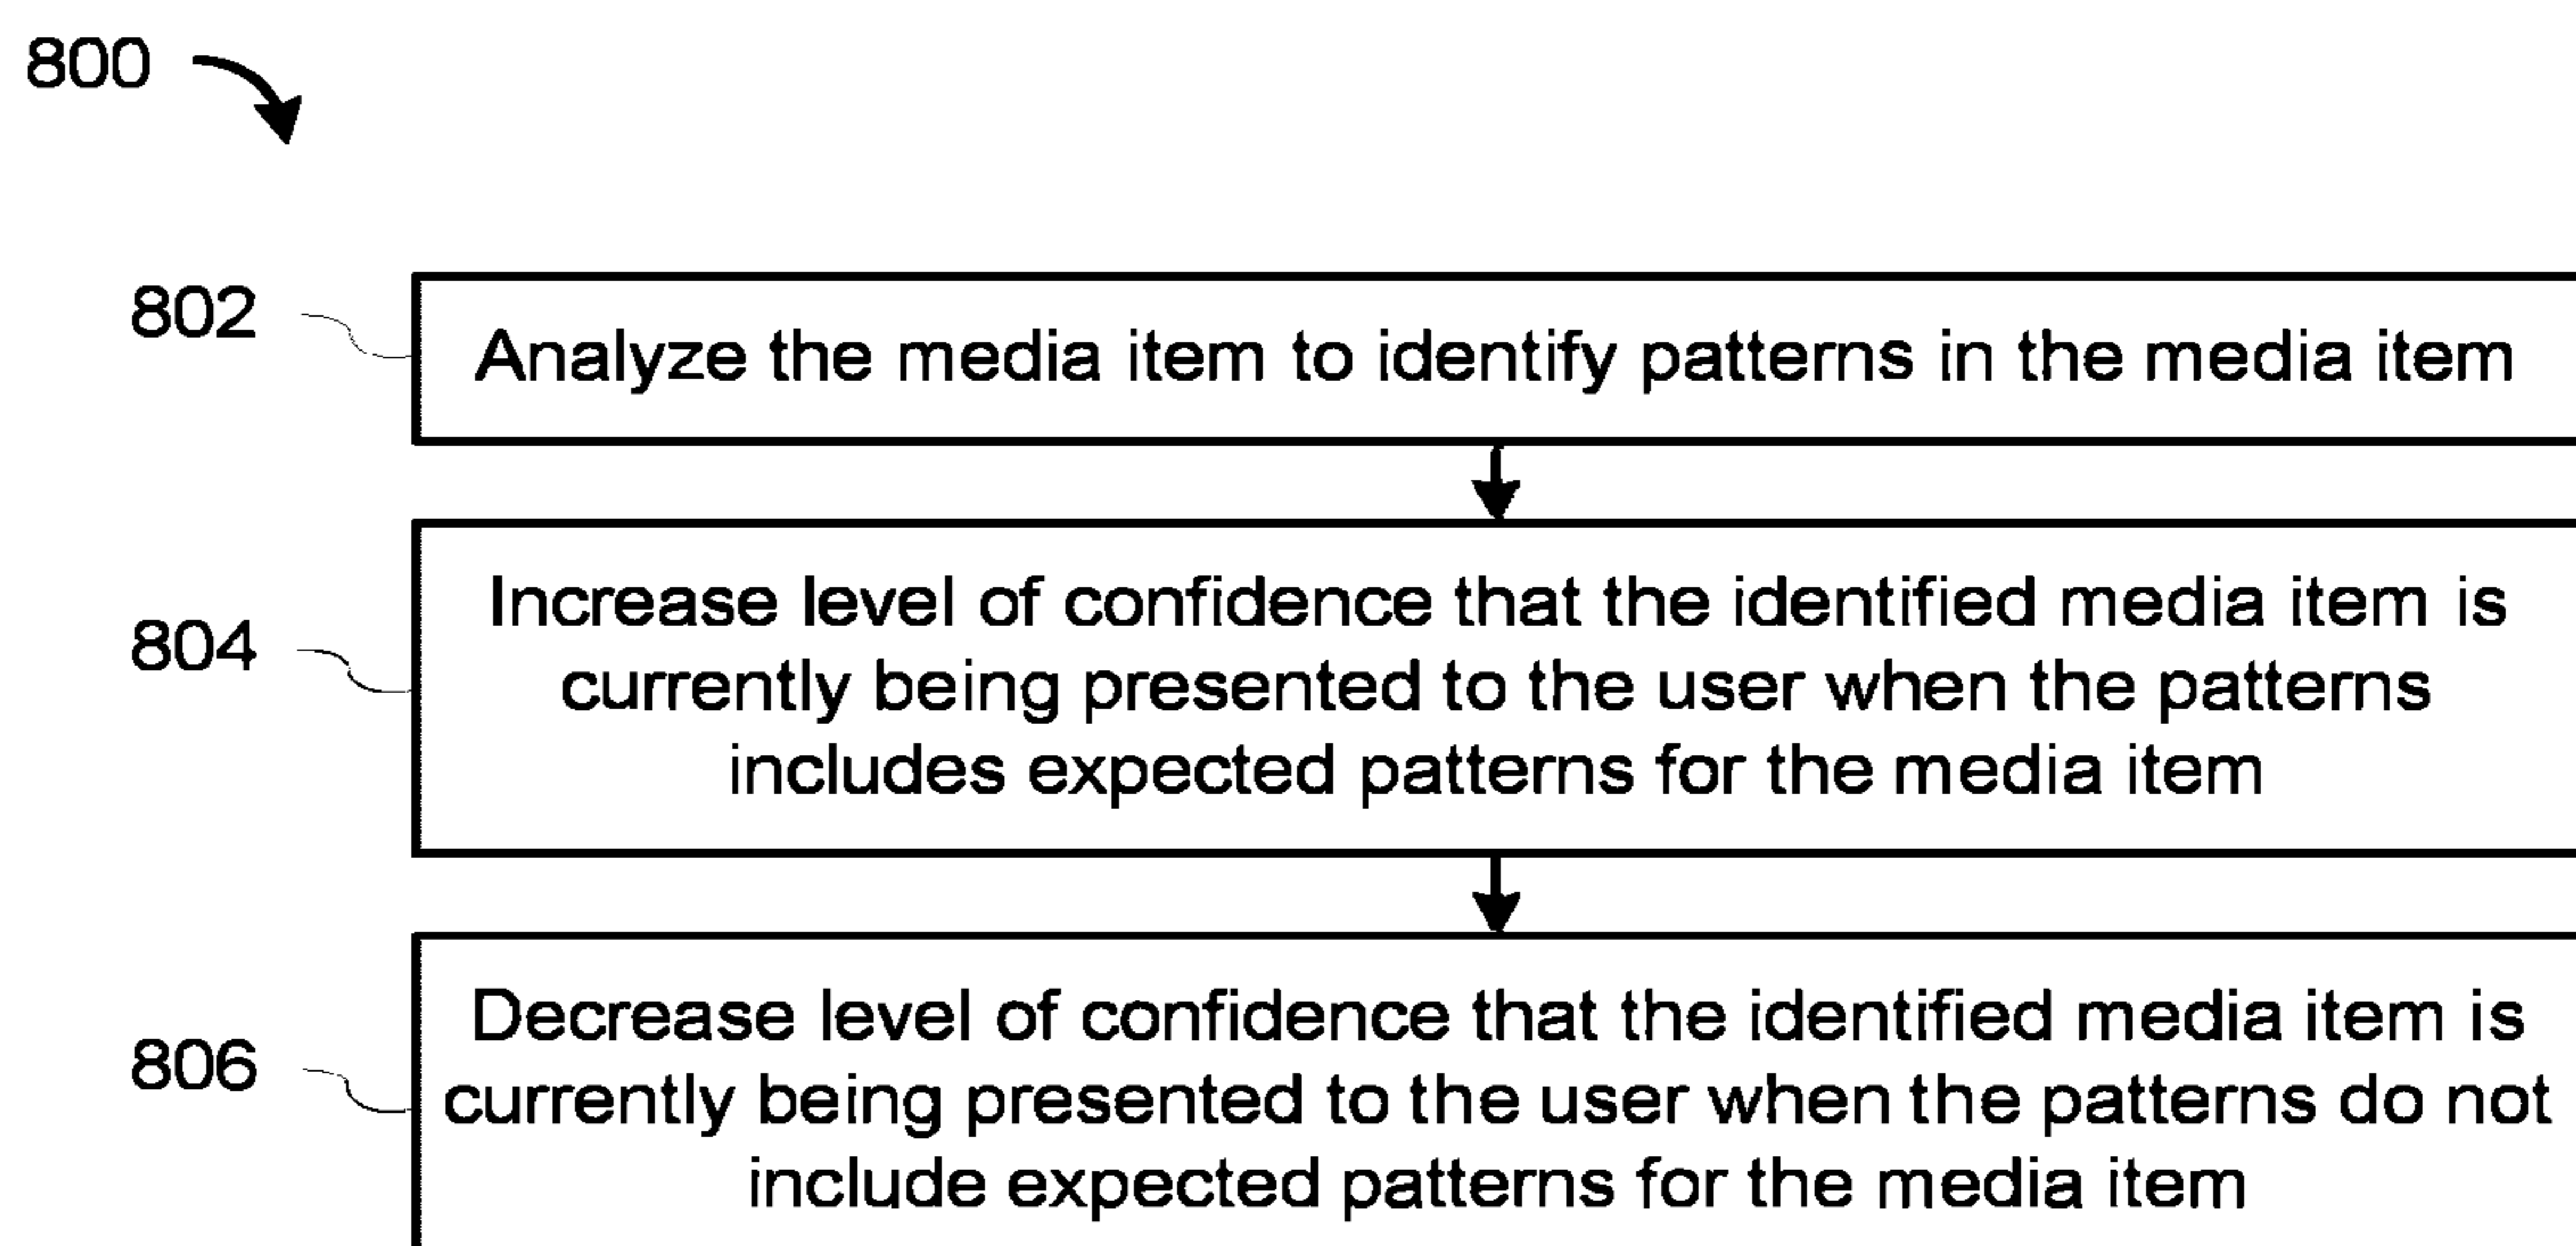 800
802
Analyze the media item to identify patterns in the media item
804
Increase level of confidence that the identified media item is
currently being presented to the user when the patterns
includes expected patterns for the media item
806
Decrease level of confidence that the identified media item is
currently being presented to the user when the patterns do not
include expected patterns for the media item